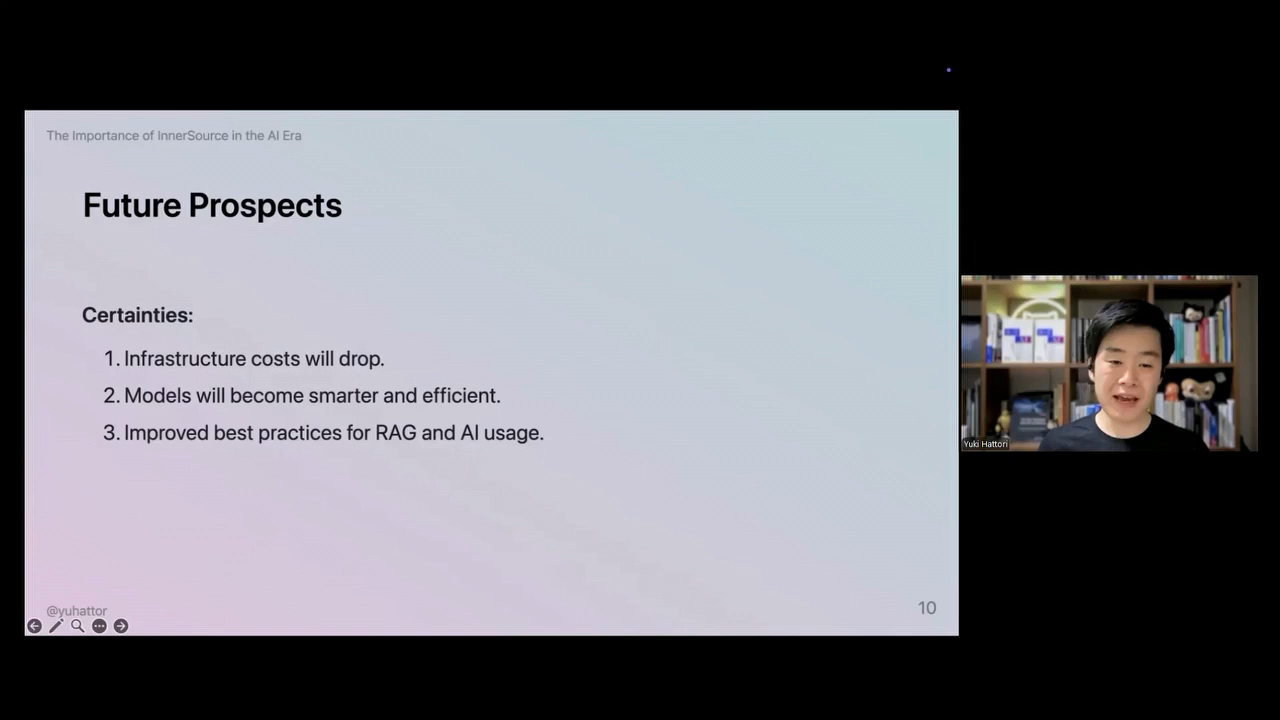 The Importance of InnerSource in the AI Era
Future Prospects
Certainties:
1. Infrastructure costs will drop.
2. Models will become smarter and efficient.
3. Improved best practices for RAG and AI usage.
@yuhattor
10
Yuki Hattori